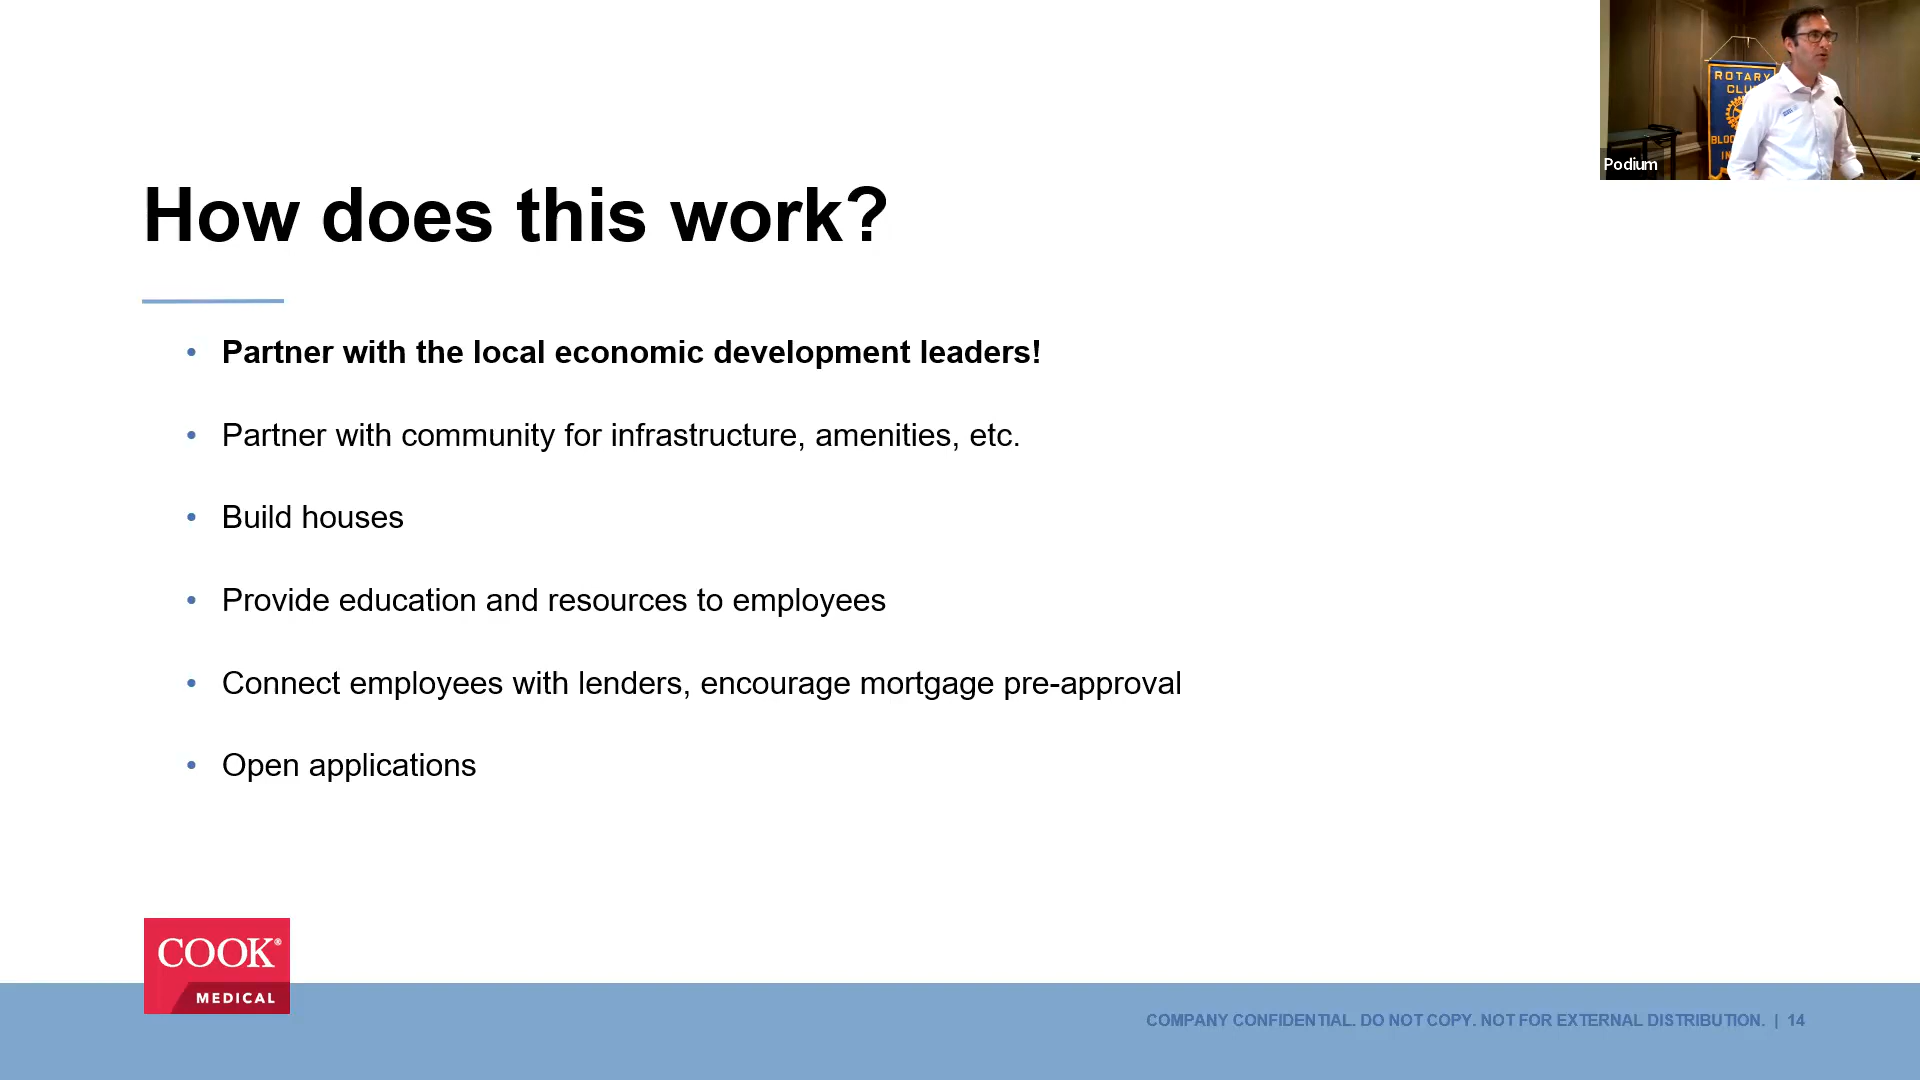 How does this work?
• Partner with the local economic development leaders!
• Partner with community for infrastructure, amenities, etc.
• Build houses
• Provide education and resources to employees
• Connect employees with lenders, encourage mortgage pre-approval
• Open applications
COOK®
MEDICAL
COMPANY CONFIDENTIAL. DO NOT COPY. NOT FOR EXTERNAL DISTRIBUTION. | 14
ROTARY
Podium